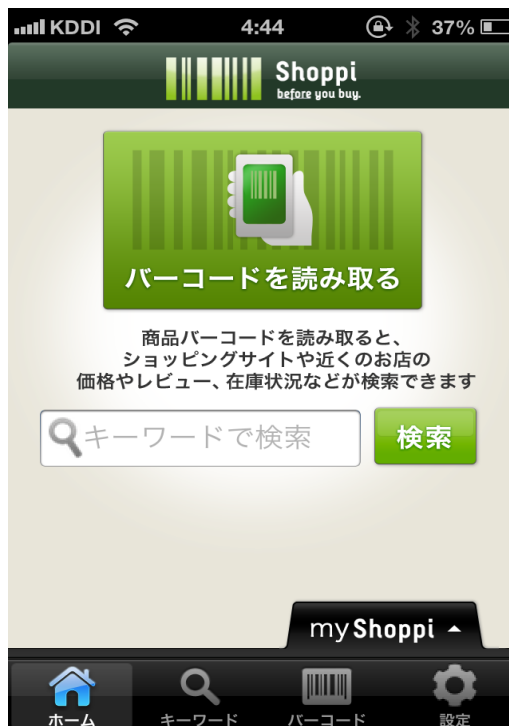 KDDI 4:44 37%
Shoppi
before you buy.
バーコードを読み取る
商品バーコードを読み取ると、
ショッピングサイトや近くのお店の
価格やレビュー、在庫状況などが検索できます
キーワードで検索 検索
my Shoppi
ホーム キーワード バーコード 設定